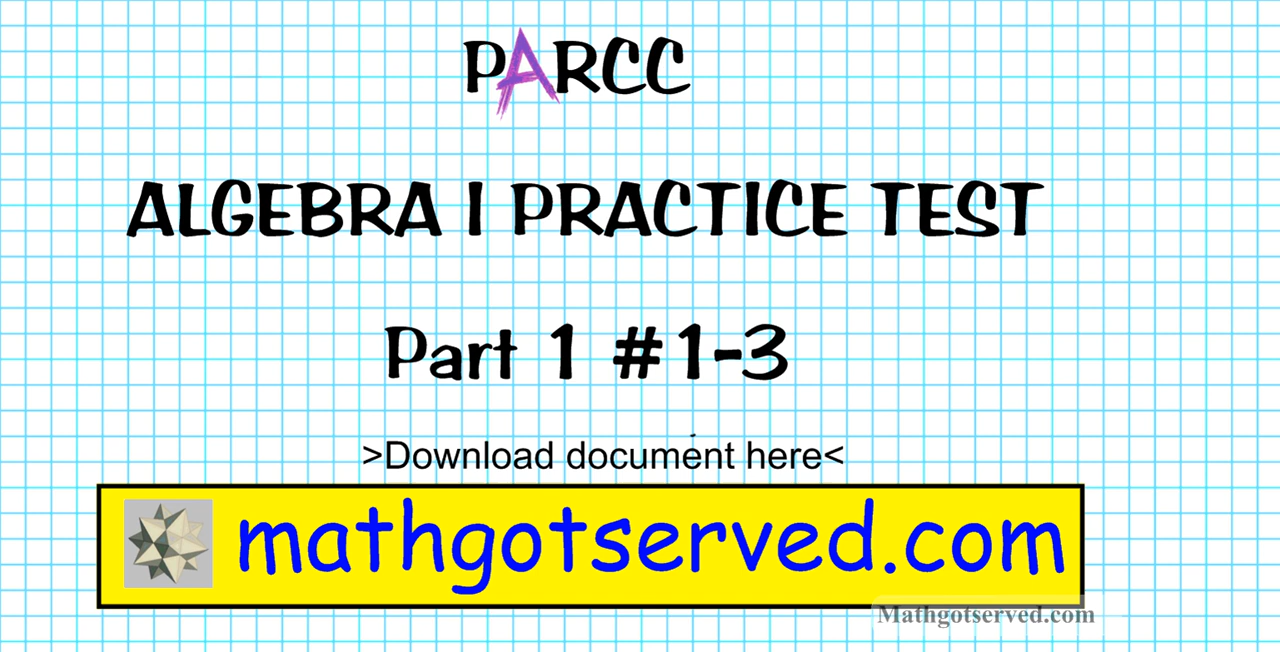 PARCC
ALGEBRA I PRACTICE TEST
Part 1 #1-3
>Download document here<
mathgotserved.com
Mathgotserved.com